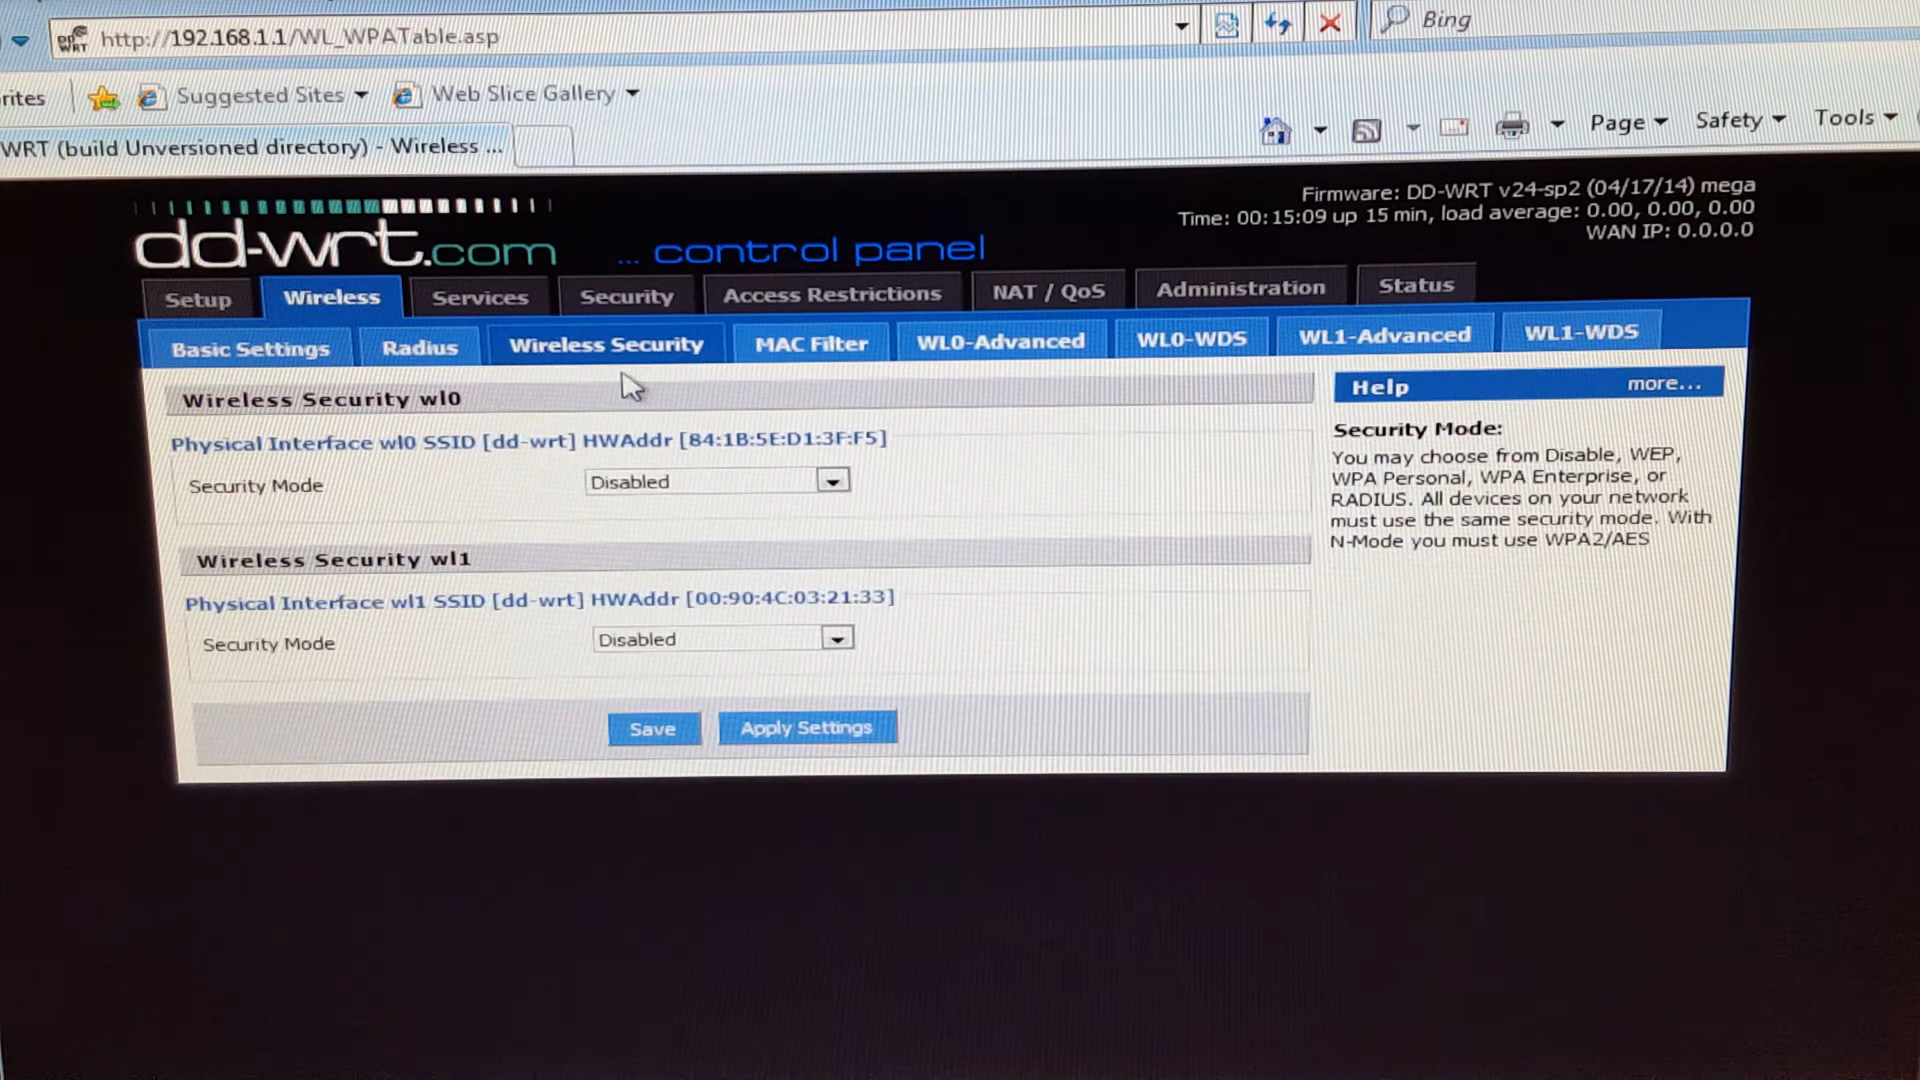 http://192.168.1.1/WL_WPATable.asp
Bing
rites
Suggested Sites
Web Slice Gallery
WRT (build Unversioned directory) - Wireless ...
Page
Safety
Tools
Firmware: DD-WRT v24-sp2 (04/17/14) mega
Time: 00:15:09 up 15 min, load average: 0.00, 0.00, 0.00
WAN IP: 0.0.0.0
dd-wrt.com ... control panel
Setup
Wireless
Services
Security
Access Restrictions
NAT / QoS
Administration
Status
Basic Settings
Radius
Wireless Security
MAC Filter
WL0-Advanced
WL0-WDS
WL1-Advanced
WL1-WDS
Wireless Security wl0
Physical Interface wl0 SSID [dd-wrt] HWAddr [84:1B:5E:D1:3F:F5]
Security Mode
Disabled
Wireless Security wl1
Physical Interface wl1 SSID [dd-wrt] HWAddr [00:90:4C:03:21:33]
Security Mode
Disabled
Save
Apply Settings
Help
more...
Security Mode:
You may choose from Disable, WEP,
WPA Personal, WPA Enterprise, or
RADIUS. All devices on your network
must use the same security mode. With
N-Mode you must use WPA2/AES